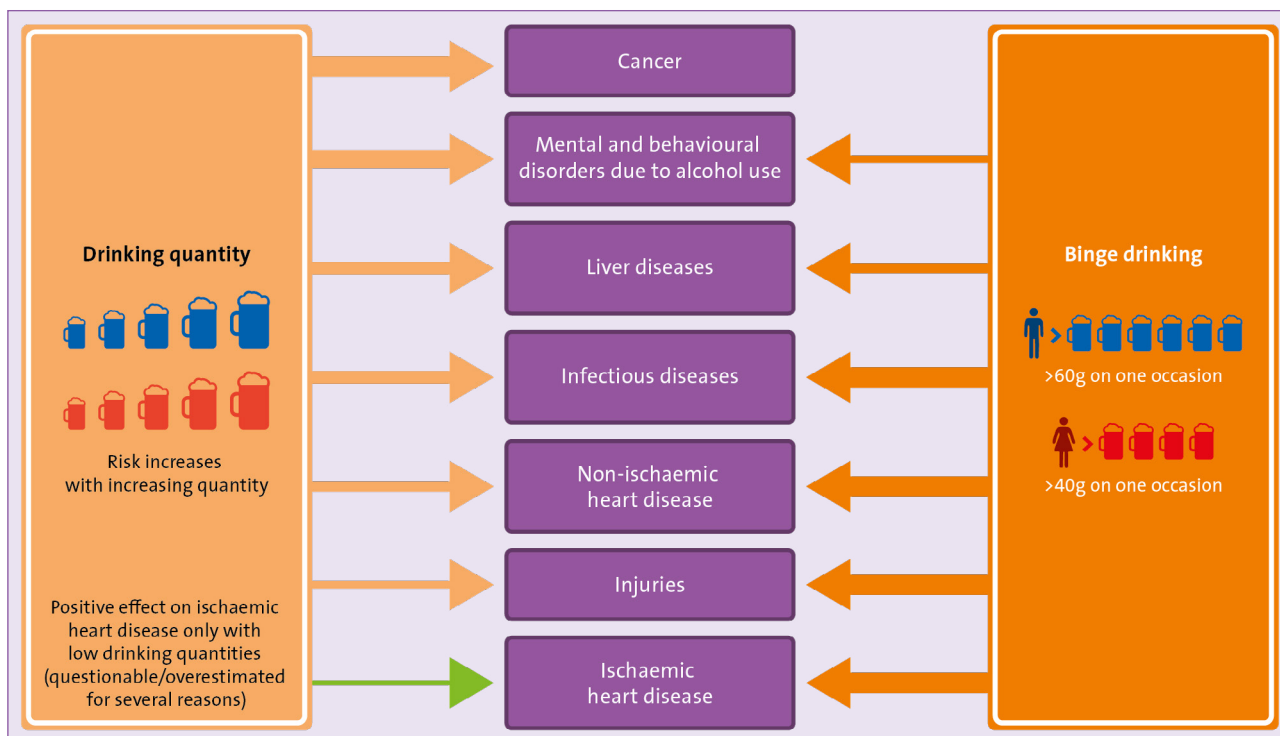 Drinking quantity
Risk increases
with increasing quantity
Positive effect on ischaemic
heart disease only with
low drinking quantities
(questionable/overestimated
for several reasons)
Cancer
Mental and behavioural
disorders due to alcohol use
Liver diseases
Infectious diseases
Non-ischaemic
heart disease
Injuries
Ischaemic
heart disease
Binge drinking
>
>60g on one occasion
>
>40g on one occasion